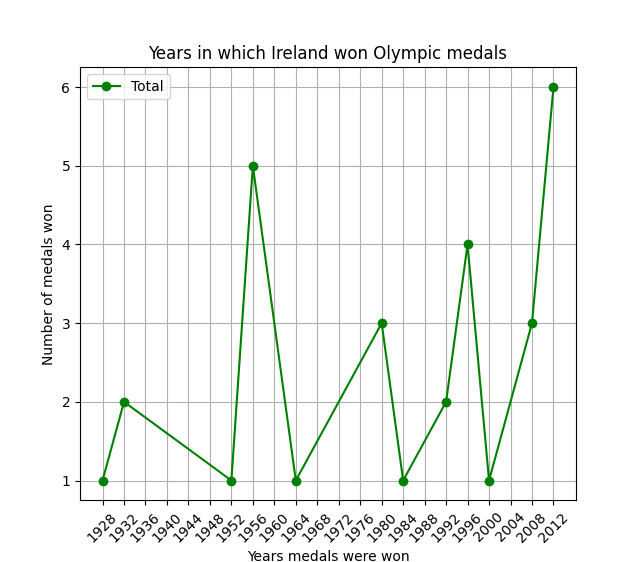 Years in which Ireland won Olympic medals
Total
Number of medals won
6
5
4
3
2
1
1928 1932 1936 1940 1944 1948 1952 1956 1960 1964 1968 1972 1976 1980 1984 1988 1992 1996 2000 2004 2008 2012
Years medals were won